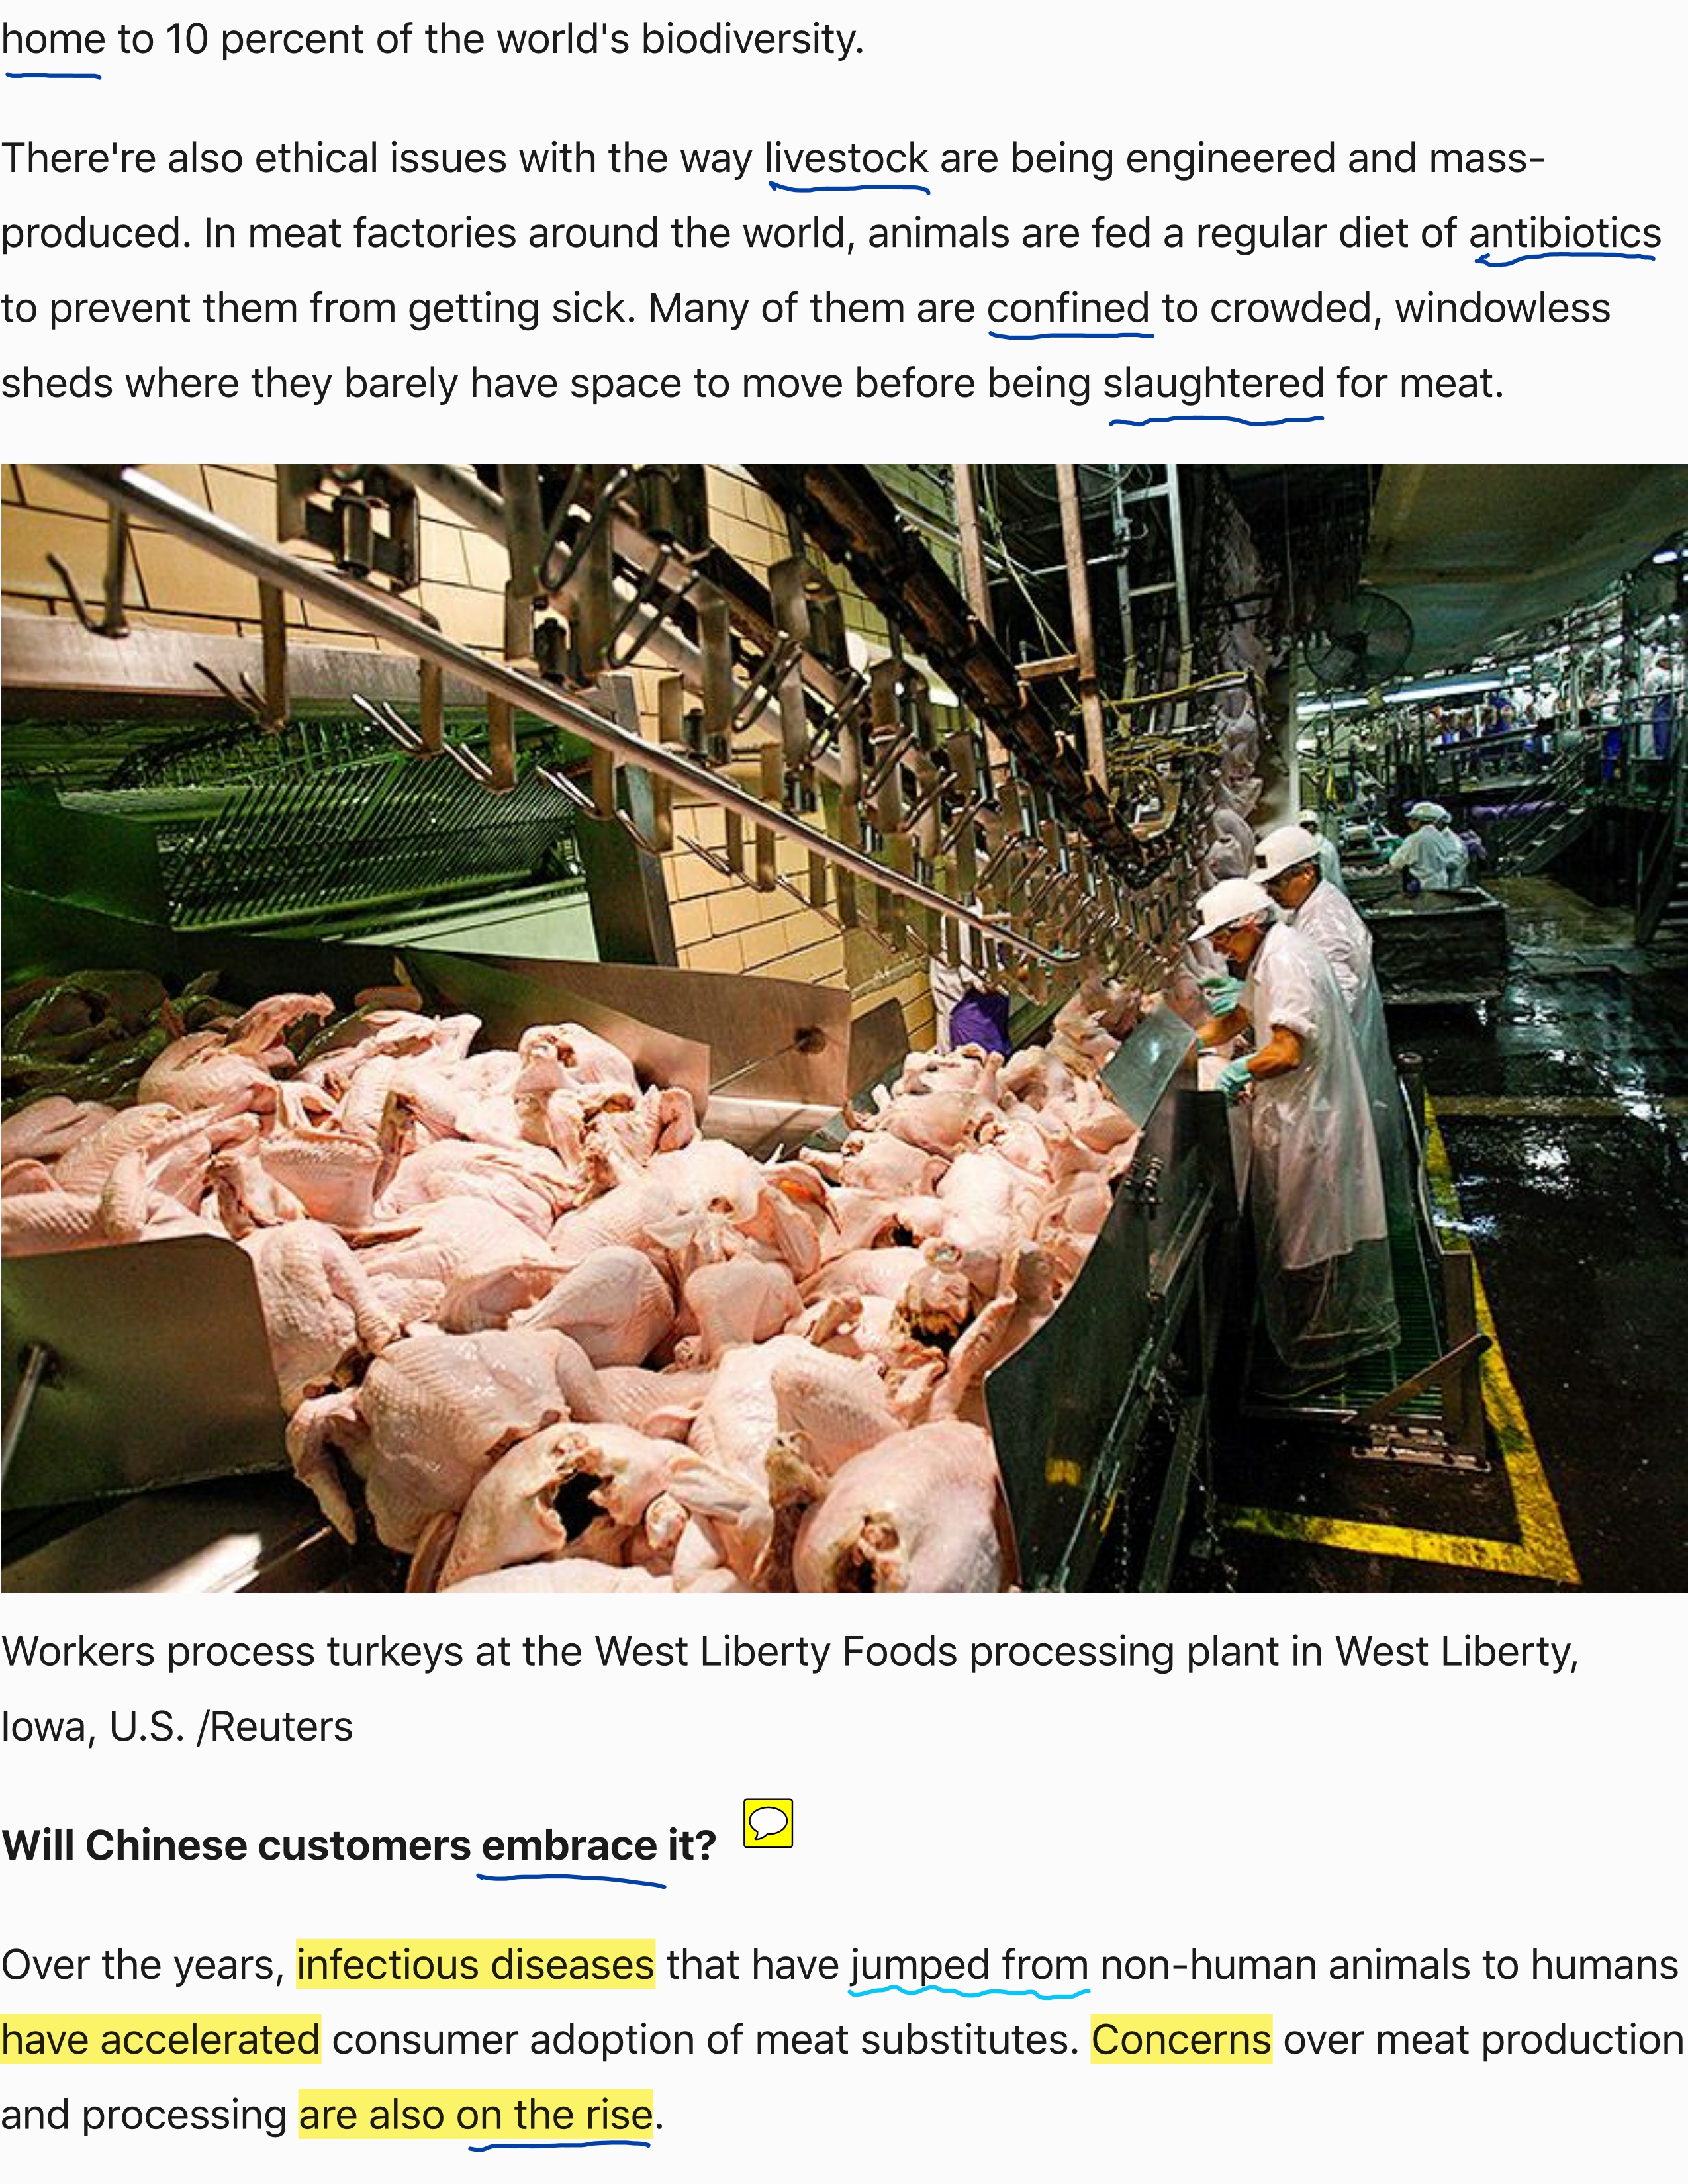 home to 10 percent of the world's biodiversity.
There're also ethical issues with the way livestock are being engineered and mass-
produced. In meat factories around the world, animals are fed a regular diet of antibiotics
to prevent them from getting sick. Many of them are confined to crowded, windowless
sheds where they barely have space to move before being slaughtered for meat.
Workers process turkeys at the West Liberty Foods processing plant in West Liberty,
Iowa, U.S. /Reuters
Will Chinese customers embrace it?
Over the years, infectious diseases that have jumped from non-human animals to humans
have accelerated consumer adoption of meat substitutes. Concerns over meat production
and processing are also on the rise.